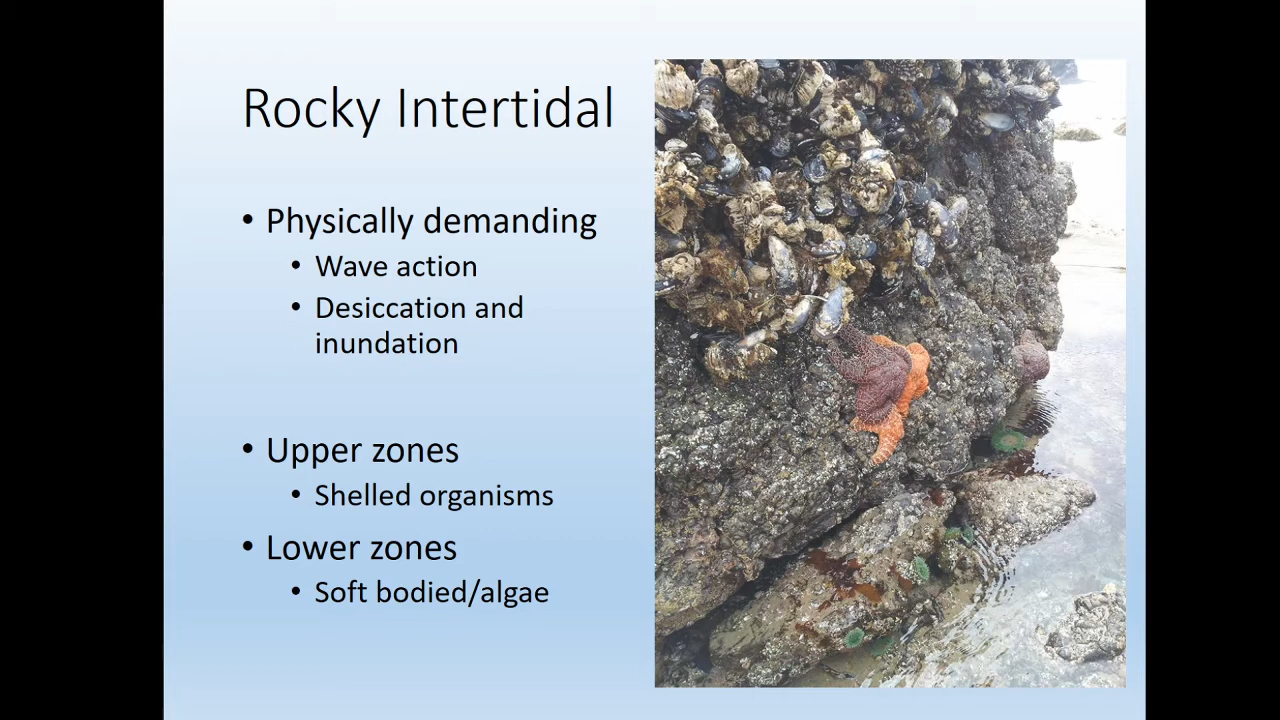 Rocky Intertidal
• Physically demanding
• Wave action
• Desiccation and
inundation
• Upper zones
• Shelled organisms
• Lower zones
• Soft bodied/algae